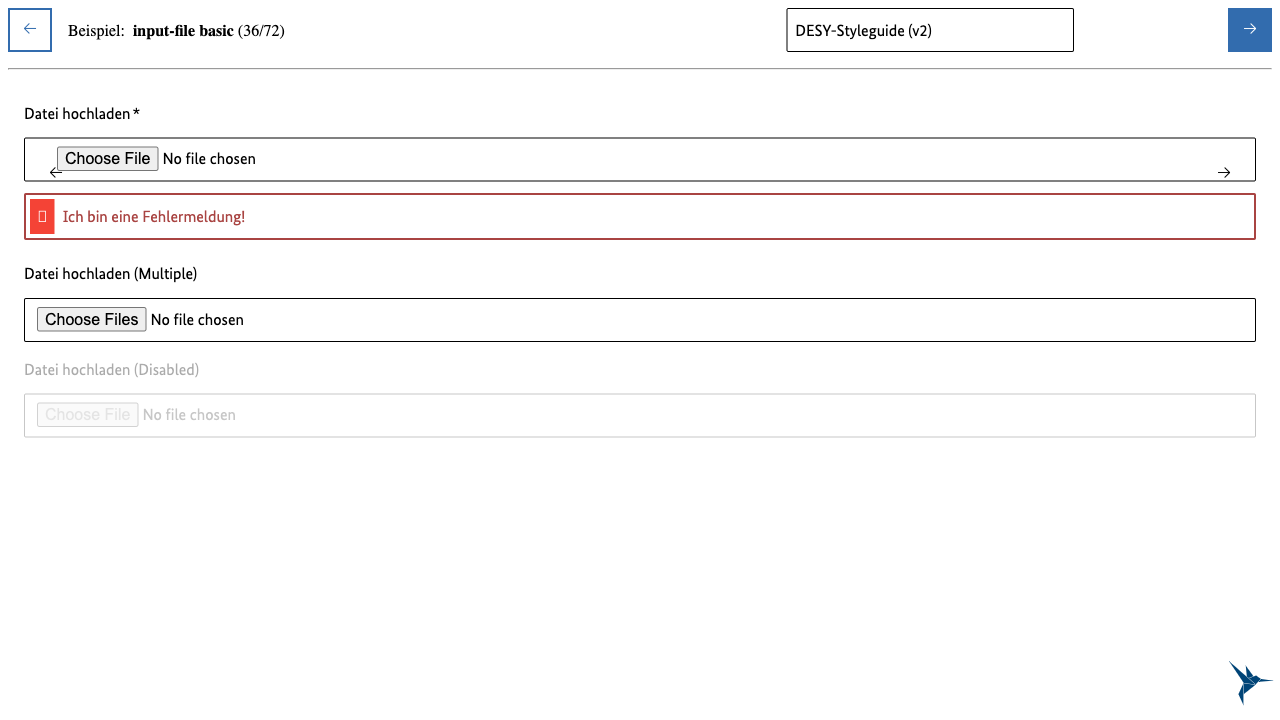 Beispiel: input-file basic (36/72)
DESY-Styleguide (v2)
Datei hochladen *
Choose File No file chosen
Ich bin eine Fehlermeldung!
Datei hochladen (Multiple)
Choose Files No file chosen
Datei hochladen (Disabled)
Choose File No file chosen